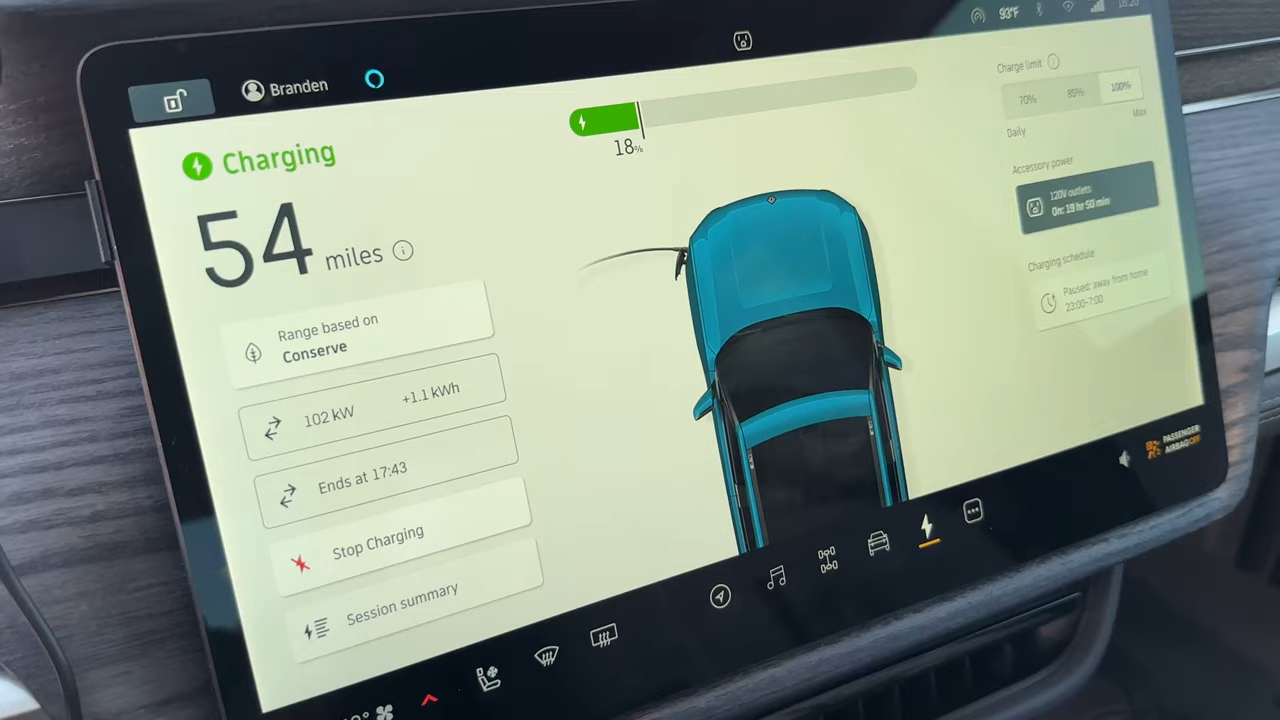 Branden
93°F
Charging
54 miles
Range based on
Conserve
102 kW +1.1 kWh
Ends at 17:43
Stop Charging
Session summary
18%
Charge limit
70% 85% 100%
Daily Max
Accessory power
120V outlets
On: 19 hr 50 min
Charging schedule
Paused: away from home
23:00-7:00
PASSENGER
AIRBAG OFF